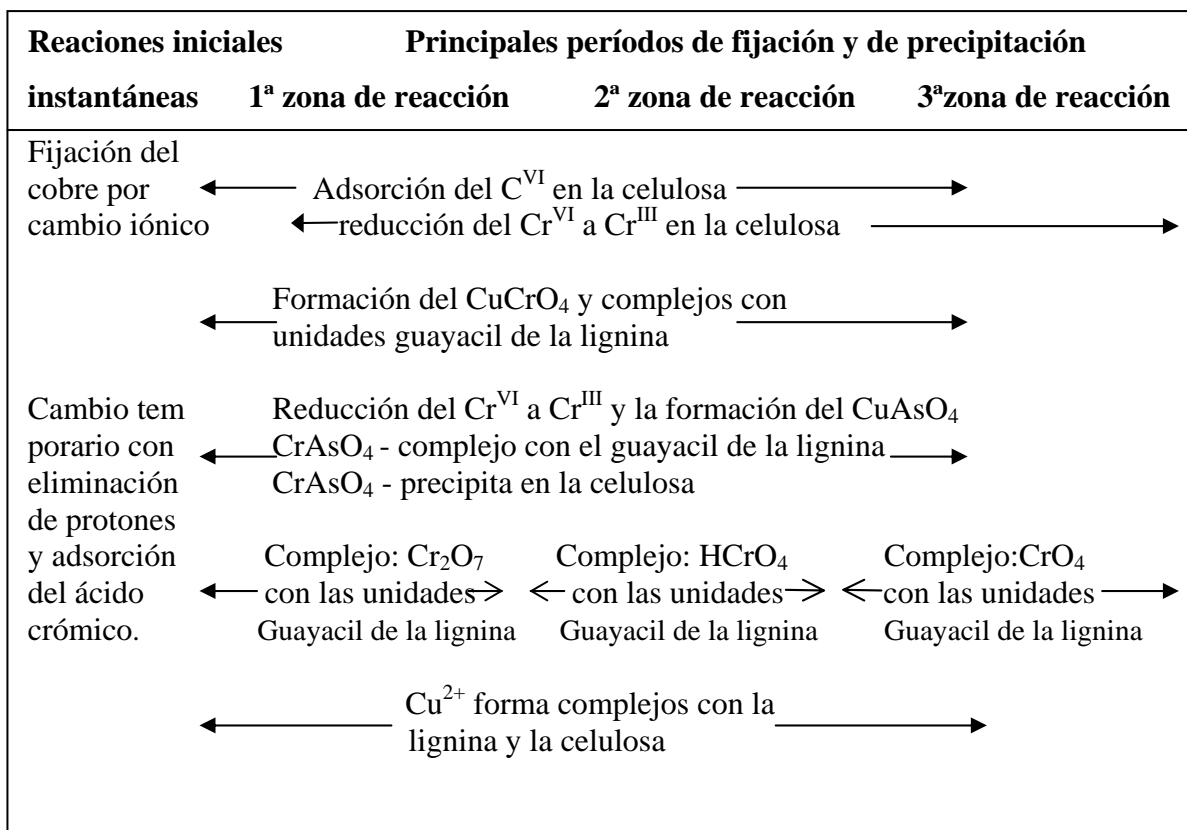 Reaciones iniciales Principales períodos de fijación y de precipitación
instantáneas 1ª zona de reacción 2ª zona de reacción 3ªzona de reacción
Fijación del
cobre por
cambio iónico
Adsorción del C^VI en la celulosa
reducción del Cr^VI a Cr^III en la celulosa
Formación del CuCrO₄ y complejos con
unidades guayacil de la lignina
Cambio tem
porario con
eliminación
de protones
y adsorción
del ácido
crómico.
Reducción del Cr^VI a Cr^III y la formación del CuAsO₄
CrAsO₄ - complejo con el guayacil de la lignina
CrAsO₄ - precipita en la celulosa
Complejo: Cr₂O₇
con las unidades
Guayacil de la lignina
Complejo: HCrO₄
con las unidades
Guayacil de la lignina
Complejo:CrO₄
con las unidades
Guayacil de la lignina
Cu²⁺ forma complejos con la
lignina y la celulosa